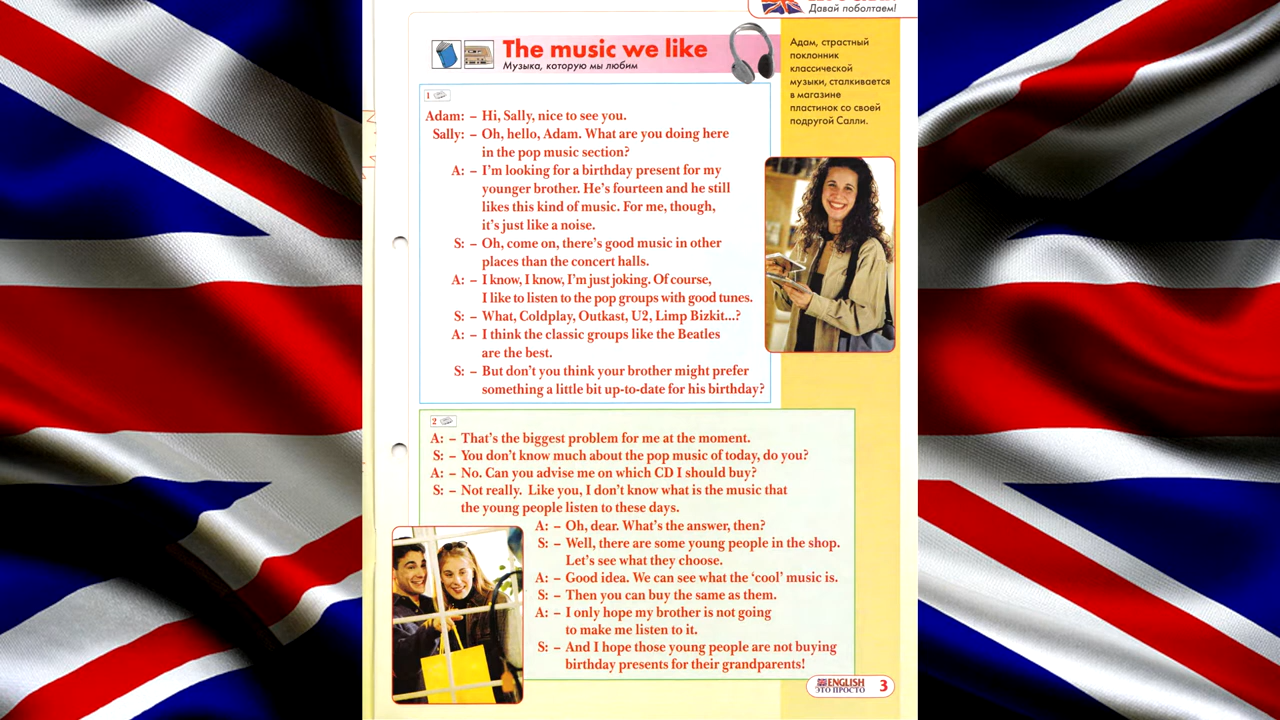 Давай поболтаем!
The music we like
Музыка, которую мы любим
Адам, страстный
поклонник
классической
музыки, сталкивается
в магазине
пластинок со своей
подругой Салли.
1
Adam: – Hi, Sally, nice to see you.
Sally: – Oh, hello, Adam. What are you doing here
in the pop music section?
A: – I'm looking for a birthday present for my
younger brother. He's fourteen and he still
likes this kind of music. For me, though,
it's just like a noise.
S: – Oh, come on, there's good music in other
places than the concert halls.
A: – I know, I know, I'm just joking. Of course,
I like to listen to the pop groups with good tunes.
S: – What, Coldplay, Outkast, U2, Limp Bizkit...?
A: – I think the classic groups like the Beatles
are the best.
S: – But don't you think your brother might prefer
something a little bit up-to-date for his birthday?
2
A: – That's the biggest problem for me at the moment.
S: – You don't know much about the pop music of today, do you?
A: – No. Can you advise me on which CD I should buy?
S: – Not really. Like you, I don't know what is the music that
the young people listen to these days.
A: – Oh, dear. What's the answer, then?
S: – Well, there are some young people in the shop.
Let's see what they choose.
A: – Good idea. We can see what the 'cool' music is.
S: – Then you can buy the same as them.
A: – I only hope my brother is not going
to make me listen to it.
S: – And I hope those young people are not buying
birthday presents for their grandparents!
ENGLISH
ЭТО ПРОСТО
3